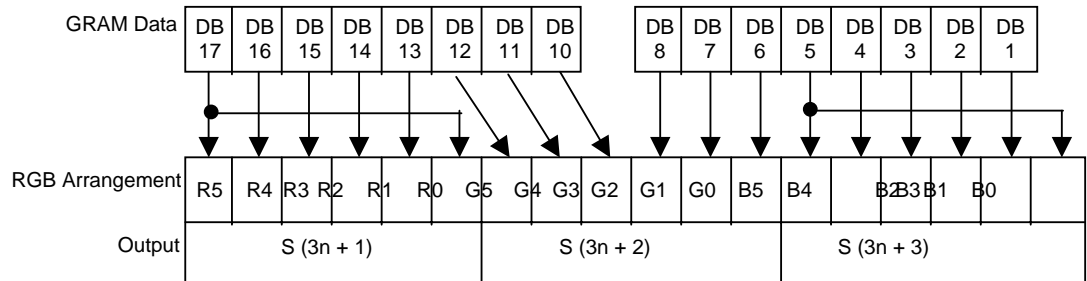 GRAM Data DB 17 DB 16 DB 15 DB 14 DB 13 DB 12 DB 11 DB 10 DB 8 DB 7 DB 6 DB 5 DB 4 DB 3 DB 2 DB 1
RGB Arrangement R5 R4 R3 R2 R1 R0 G5 G4 G3 G2 G1 G0 B5 B4 B2 B3 B1 B0
Output S (3n + 1) S (3n + 2) S (3n + 3)